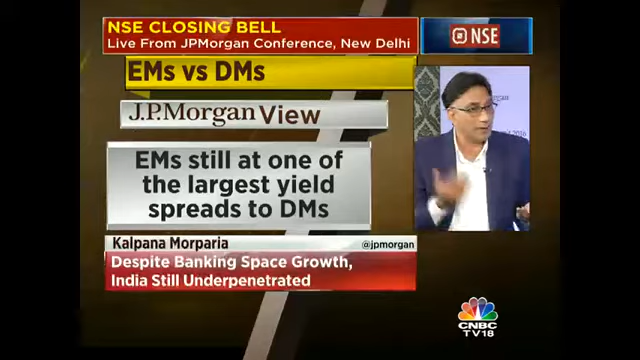 NSE CLOSING BELL
Live From JPMorgan Conference, New Delhi
NSE
EMs vs DMs
J.P.Morgan View
EMs still at one of
the largest yield
spreads to DMs
Kalpana Morparia
@jpmorgan
Despite Banking Space Growth,
India Still Underpenetrated
CNBC
TV18